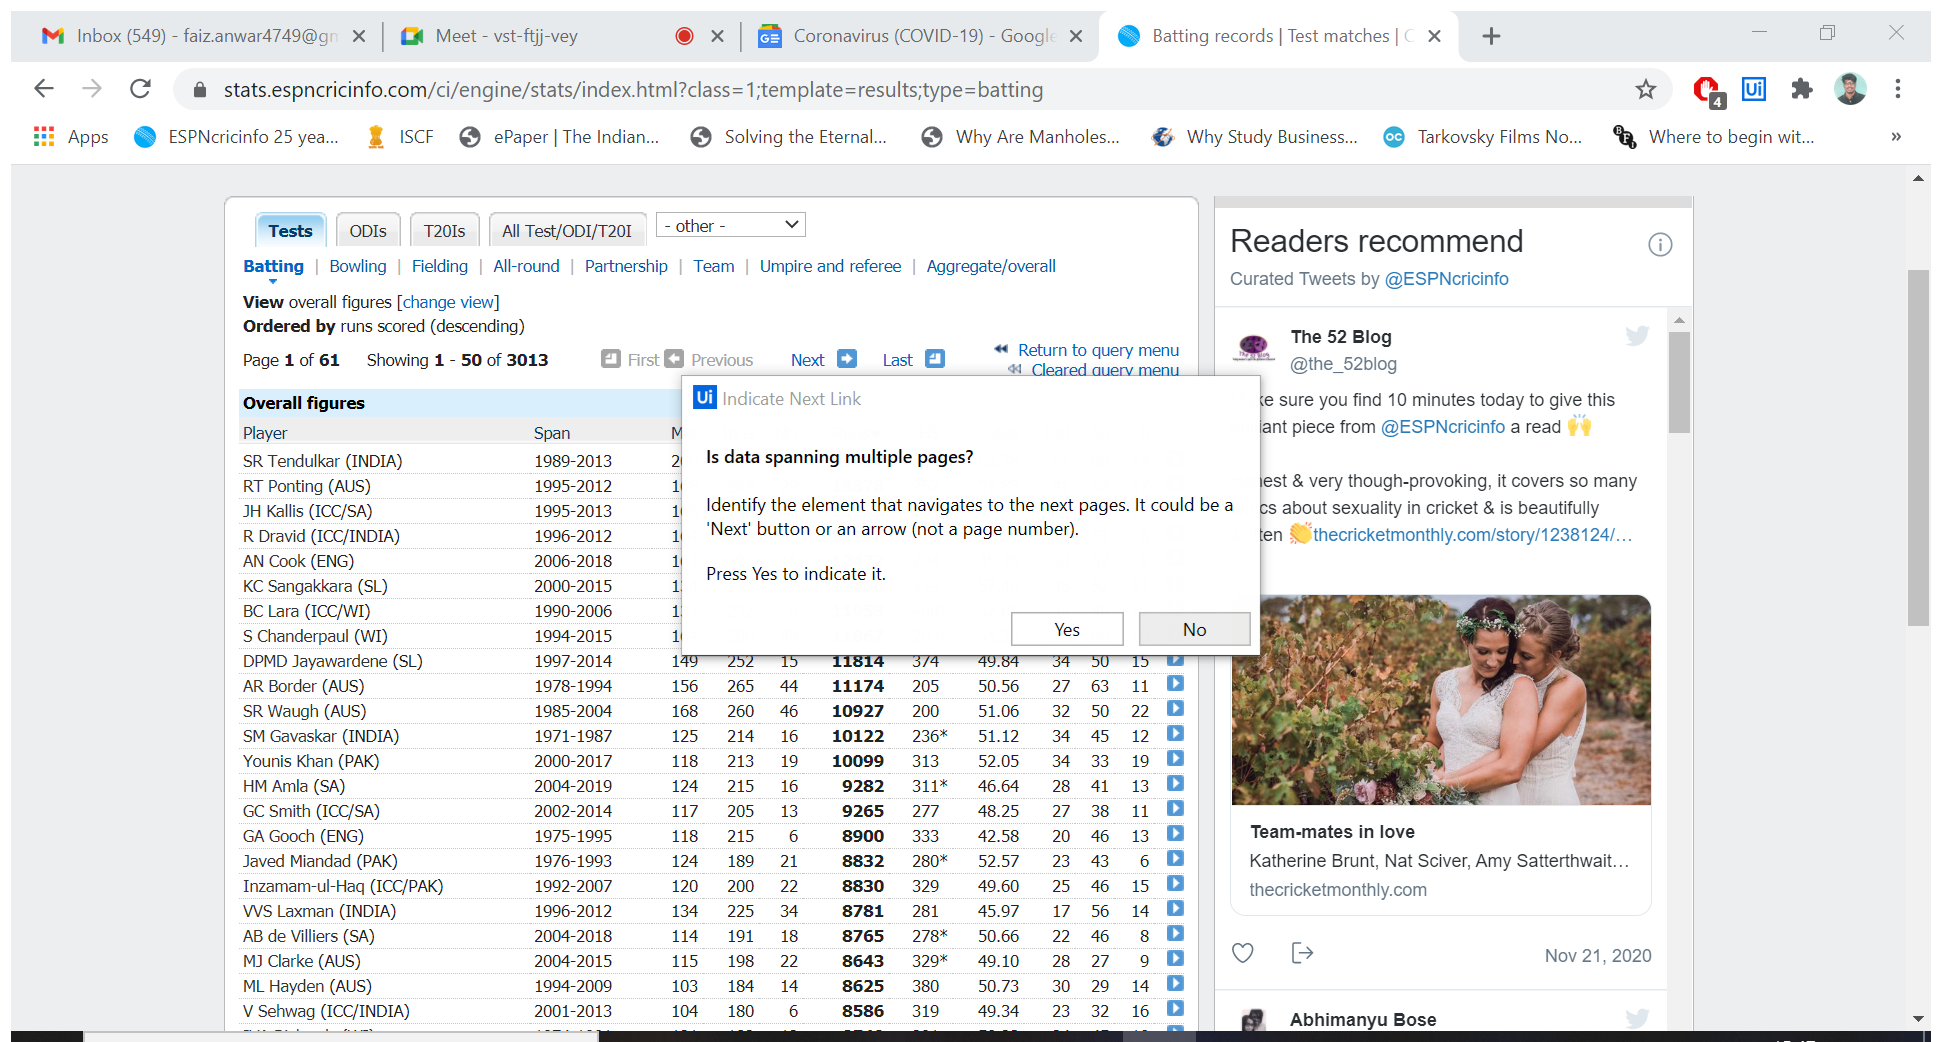 Inbox (549) - faiz.anwar4749@gm
Meet - vst-ftjj-vey
Coronavirus (COVID-19) - Google
Batting records | Test matches | C
stats.espncricinfo.com/ci/engine/stats/index.html?class=1;template=results;type=batting
4
Ui
Apps
ESPNcricinfo 25 yea...
ISCF
ePaper | The Indian...
Solving the Eternal...
Why Are Manholes...
Why Study Business...
OC
Tarkovsky Films No...
BFI
Where to begin wit...
»
Tests
ODIs
T20Is
All Test/ODI/T20I
- other -
Batting | Bowling | Fielding | All-round | Partnership | Team | Umpire and referee | Aggregate/overall
View overall figures [change view]
Ordered by runs scored (descending)
Page 1 of 61 Showing 1 - 50 of 3013 First Previous Next Last
Return to query menu
Cleared query menu
Overall figures
Player Span M
SR Tendulkar (INDIA) 1989-2013
RT Ponting (AUS) 1995-2012
JH Kallis (ICC/SA) 1995-2013
R Dravid (ICC/INDIA) 1996-2012
AN Cook (ENG) 2006-2018
KC Sangakkara (SL) 2000-2015
BC Lara (ICC/WI) 1990-2006
S Chanderpaul (WI) 1994-2015
DPMD Jayawardene (SL) 1997-2014 149 252 15 11814 374 49.84 34 50 15
AR Border (AUS) 1978-1994 156 265 44 11174 205 50.56 27 63 11
SR Waugh (AUS) 1985-2004 168 260 46 10927 200 51.06 32 50 22
SM Gavaskar (INDIA) 1971-1987 125 214 16 10122 236* 51.12 34 45 12
Younis Khan (PAK) 2000-2017 118 213 19 10099 313 52.05 34 33 19
HM Amla (SA) 2004-2019 124 215 16 9282 311* 46.64 28 41 13
GC Smith (ICC/SA) 2002-2014 117 205 13 9265 277 48.25 27 38 11
GA Gooch (ENG) 1975-1995 118 215 6 8900 333 42.58 20 46 13
Javed Miandad (PAK) 1976-1993 124 189 21 8832 280* 52.57 23 43 6
Inzamam-ul-Haq (ICC/PAK) 1992-2007 120 200 22 8830 329 49.60 25 46 15
VVS Laxman (INDIA) 1996-2012 134 225 34 8781 281 45.97 17 56 14
AB de Villiers (SA) 2004-2018 114 191 18 8765 278* 50.66 22 46 8
MJ Clarke (AUS) 2004-2015 115 198 22 8643 329* 49.10 28 27 9
ML Hayden (AUS) 1994-2009 103 184 14 8625 380 50.73 30 29 14
V Sehwag (ICC/INDIA) 2001-2013 104 180 6 8586 319 49.34 23 32 16
Ui Indicate Next Link
Is data spanning multiple pages?
Identify the element that navigates to the next pages. It could be a
'Next' button or an arrow (not a page number).
Press Yes to indicate it.
Yes
No
Readers recommend
Curated Tweets by @ESPNcricinfo
The 52 Blog
@the_52blog
ke sure you find 10 minutes today to give this
iant piece from @ESPNcricinfo a read
nest & very though-provoking, it covers so many
cs about sexuality in cricket & is beautifully
ten thecricketmonthly.com/story/1238124/...
Team-mates in love
Katherine Brunt, Nat Sciver, Amy Satterthwait...
thecricketmonthly.com
Nov 21, 2020
Abhimanyu Bose